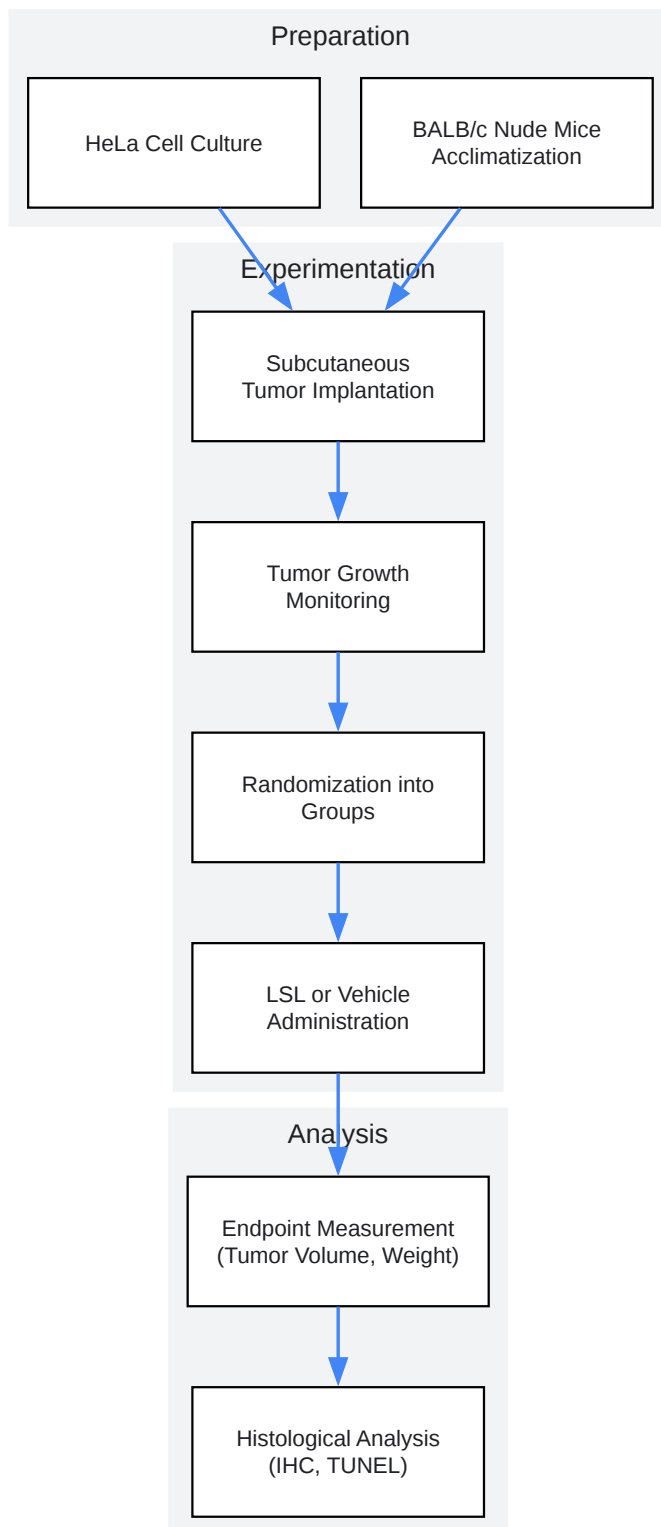 Preparation
HeLa Cell Culture
BALB/c Nude Mice
Acclimatization
Experimentation
Subcutaneous
Tumor Implantation
Tumor Growth
Monitoring
Randomization into
Groups
LSL or Vehicle
Administration
Analysis
Endpoint Measurement
(Tumor Volume, Weight)
Histological Analysis
(IHC, TUNEL)